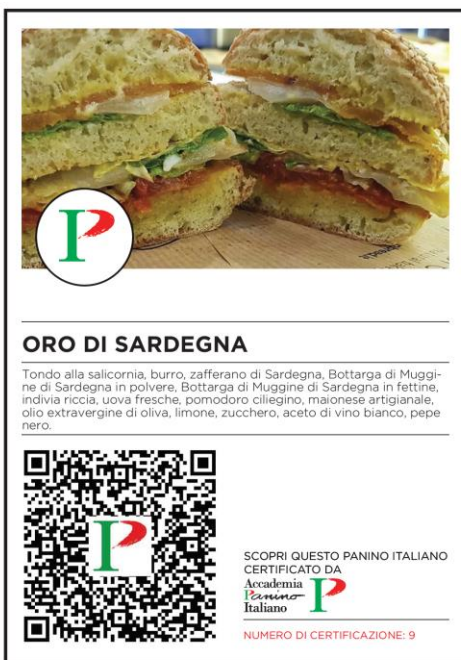 ORO DI SARDEGNA
Tondo alla salicornia, burro, zafferano di Sardegna, Bottarga di Muggi-
ne di Sardegna in polvere, Bottarga di Muggine di Sardegna in fettine,
indivia riccia, uova fresche, pomodoro ciliegino, maionese artigianale,
olio extravergine di oliva, limone, zucchero, aceto di vino bianco, pepe
nero.
SCOPRI QUESTO PANINO ITALIANO
CERTIFICATO DA
Accademia
Panino
Italiano
NUMERO DI CERTIFICAZIONE: 9